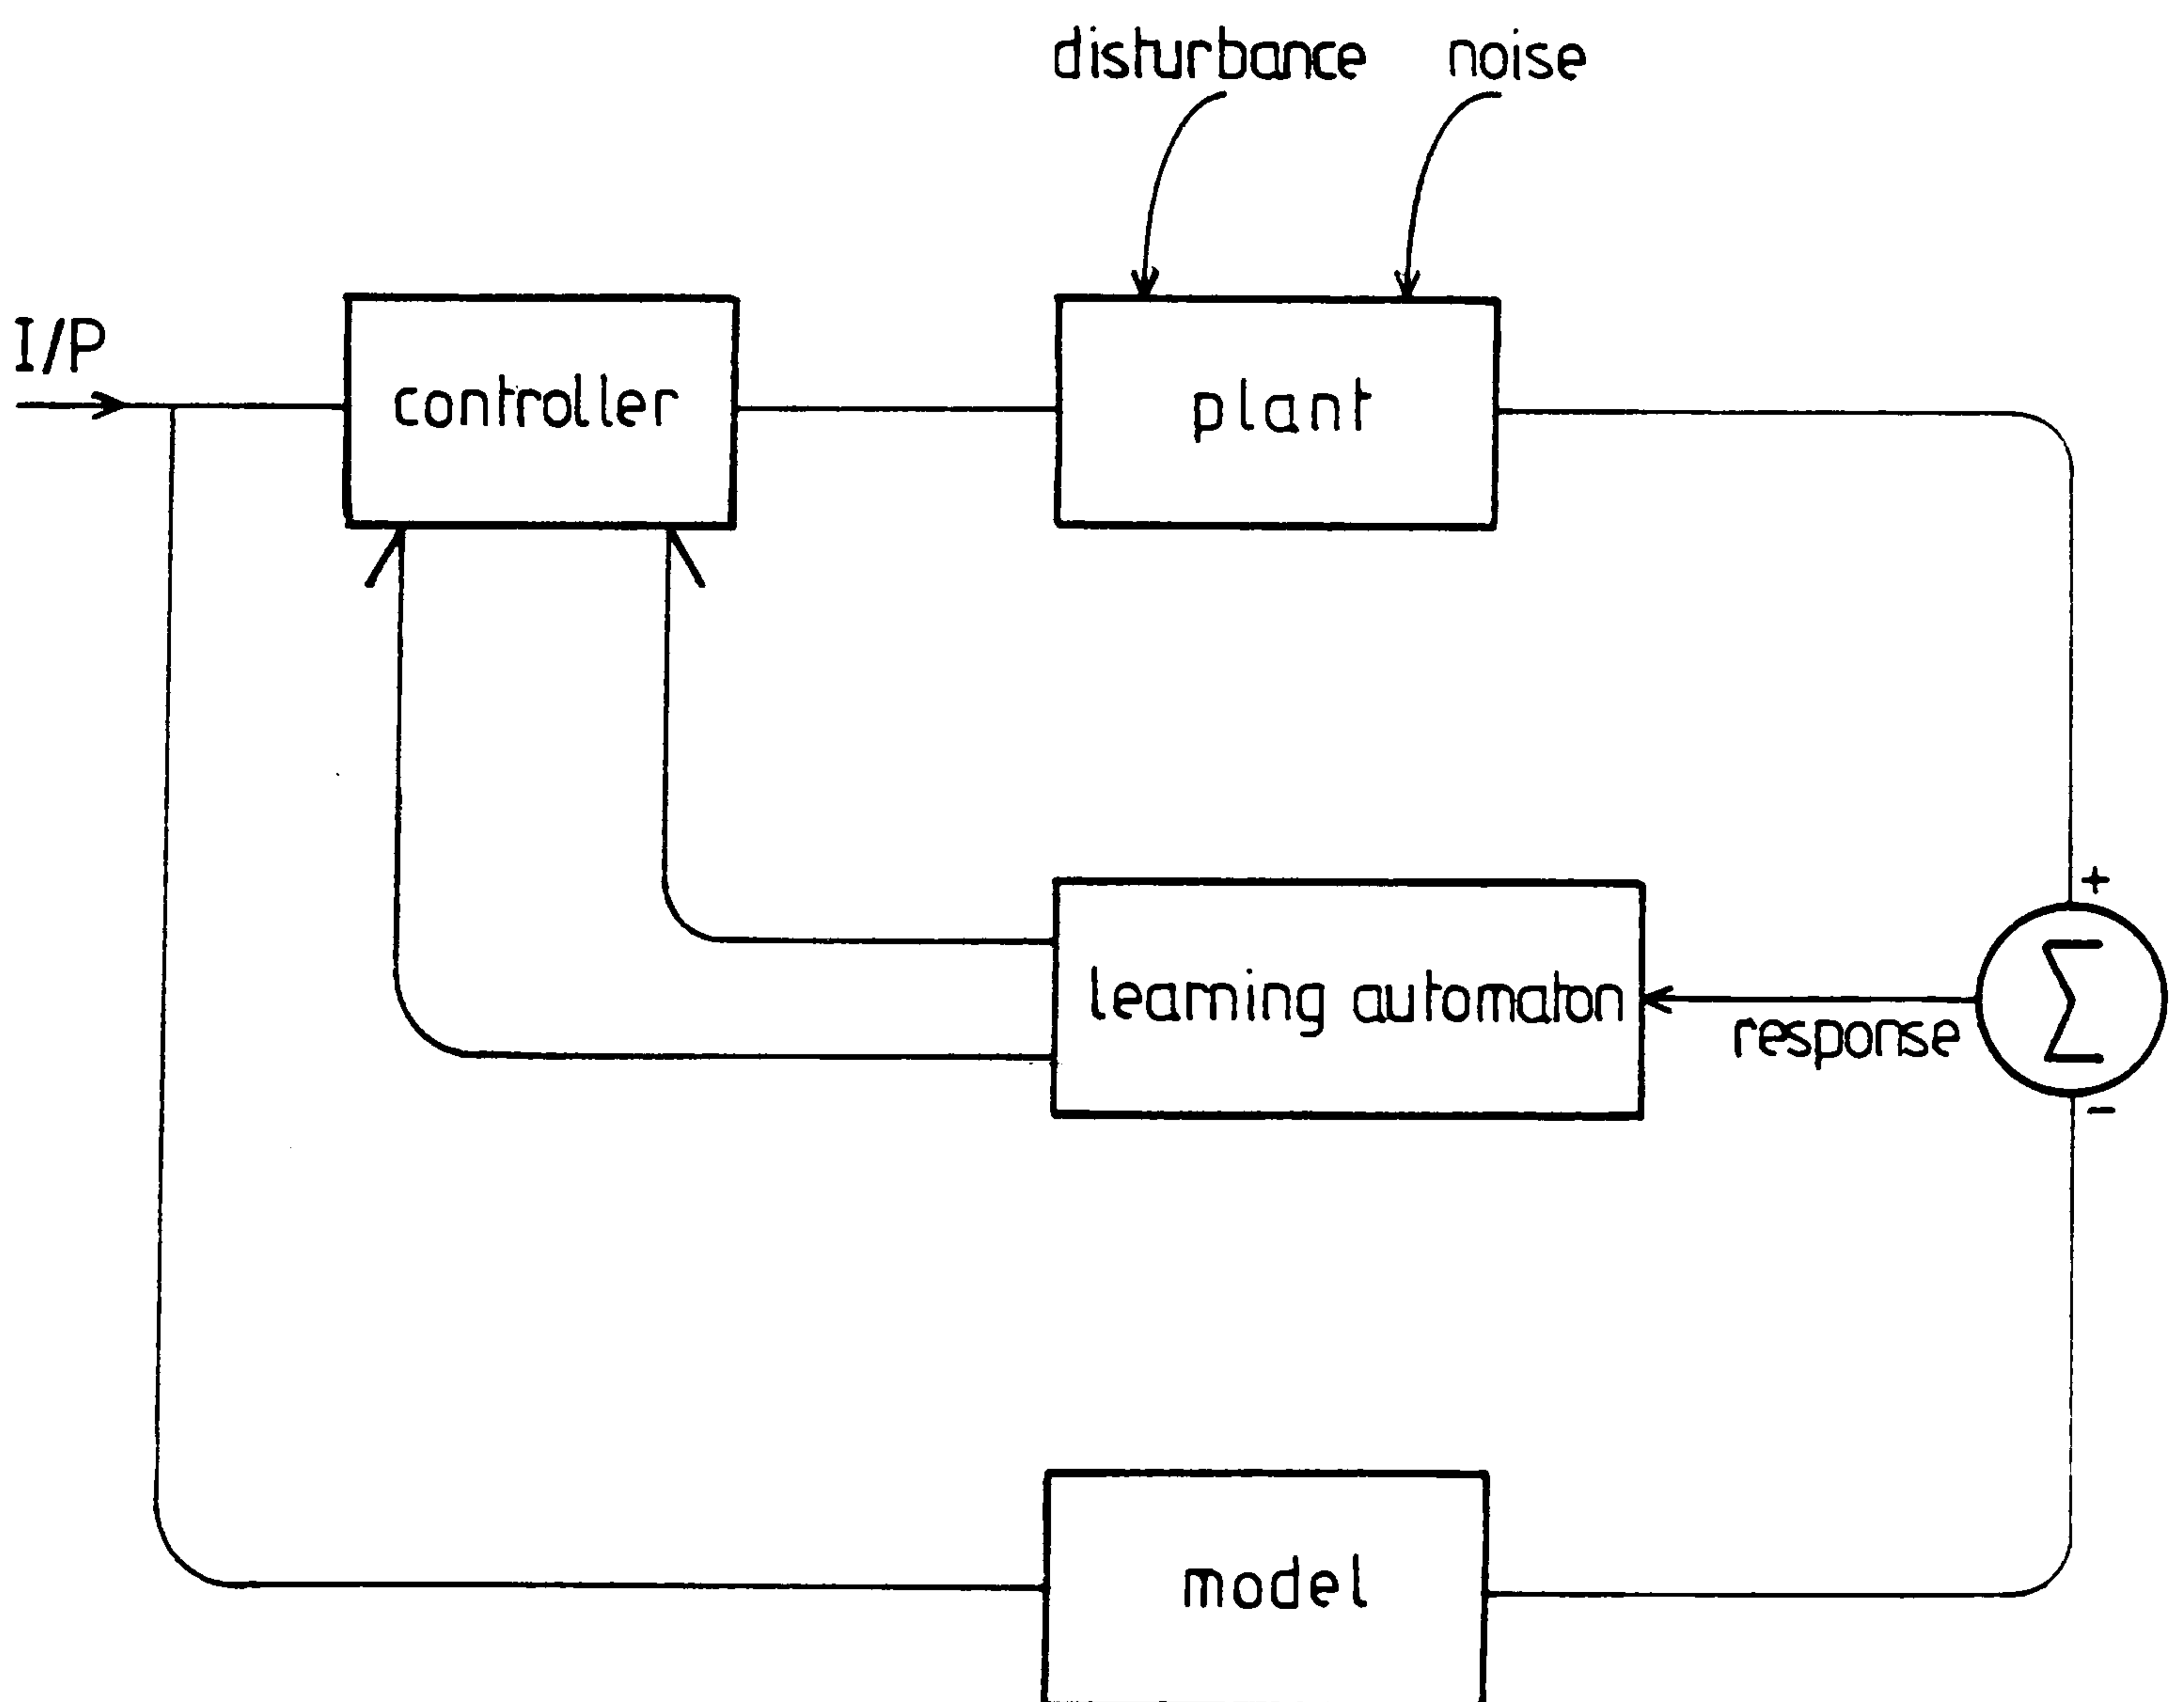 disturbance noise
I/P
controller
plant
+
learning automaton
Σ
response
-
model